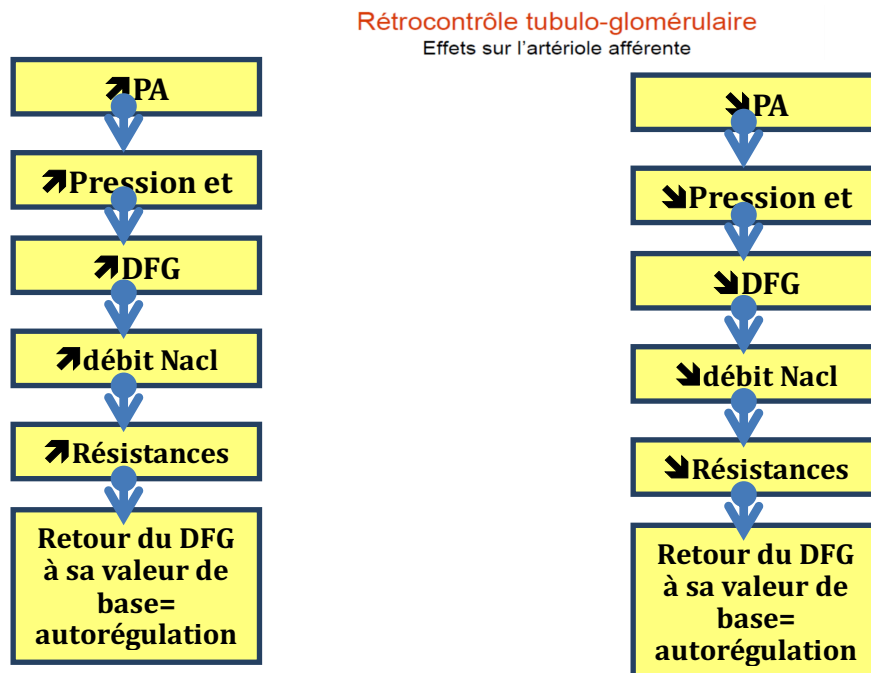 Rétrocontrôle tubulo-glomérulaire
Effets sur l'artériole afférente
➚PA
➚Pression et
➚DFG
➚débit Nacl
➚Résistances
Retour du DFG
à sa valeur de
base=
autorégulation
➘PA
➘Pression et
➘DFG
➘débit Nacl
➘Résistances
Retour du DFG
à sa valeur de
base=
autorégulation